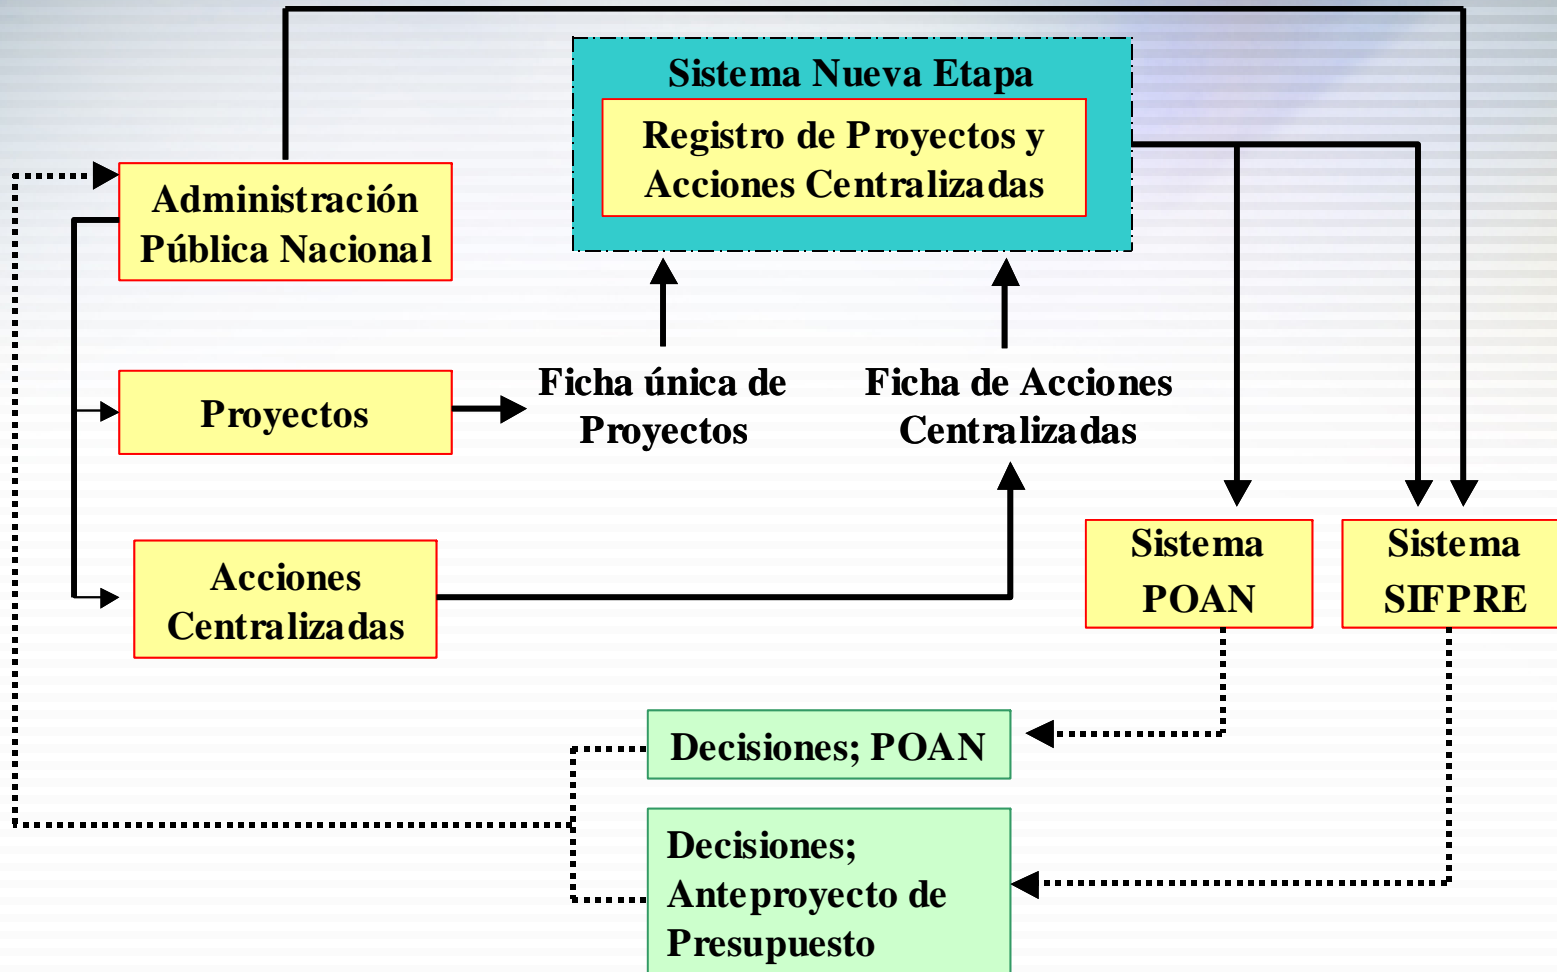 Sistema Nueva Etapa
Registro de Proyectos y
Acciones Centralizadas
Administración
Pública Nacional
Proyectos
Ficha única de
Proyectos
Ficha de Acciones
Centralizadas
Acciones
Centralizadas
Sistema
POAN
Sistema
SIFPRE
Decisiones; POAN
Decisiones;
Anteproyecto de
Presupuesto